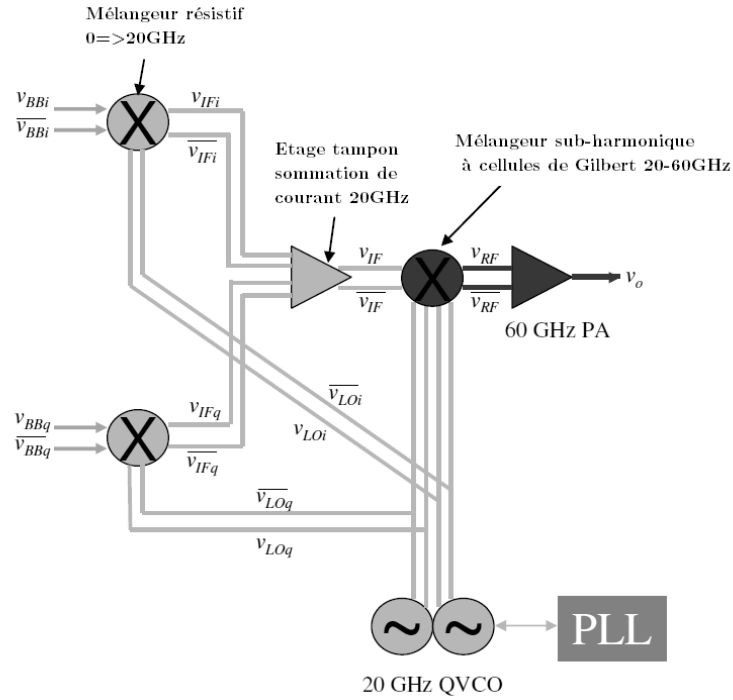 Mélangeur résistif
0=>20GHz
v_BBi
v̅_BBi
v_IFi
v̅_IFi
Etage tampon
sommation de
courant 20GHz
Mélangeur sub-harmonique
à cellules de Gilbert 20-60GHz
X
v_IF
v̅_IF
X
v_RF
v̅_RF
v_o
60 GHz PA
v̅_LOi
v_LOi
v_BBq
v̅_BBq
X
v_IFq
v̅_IFq
v̅_LOq
v_LOq
~ ~
PLL
20 GHz QVCO